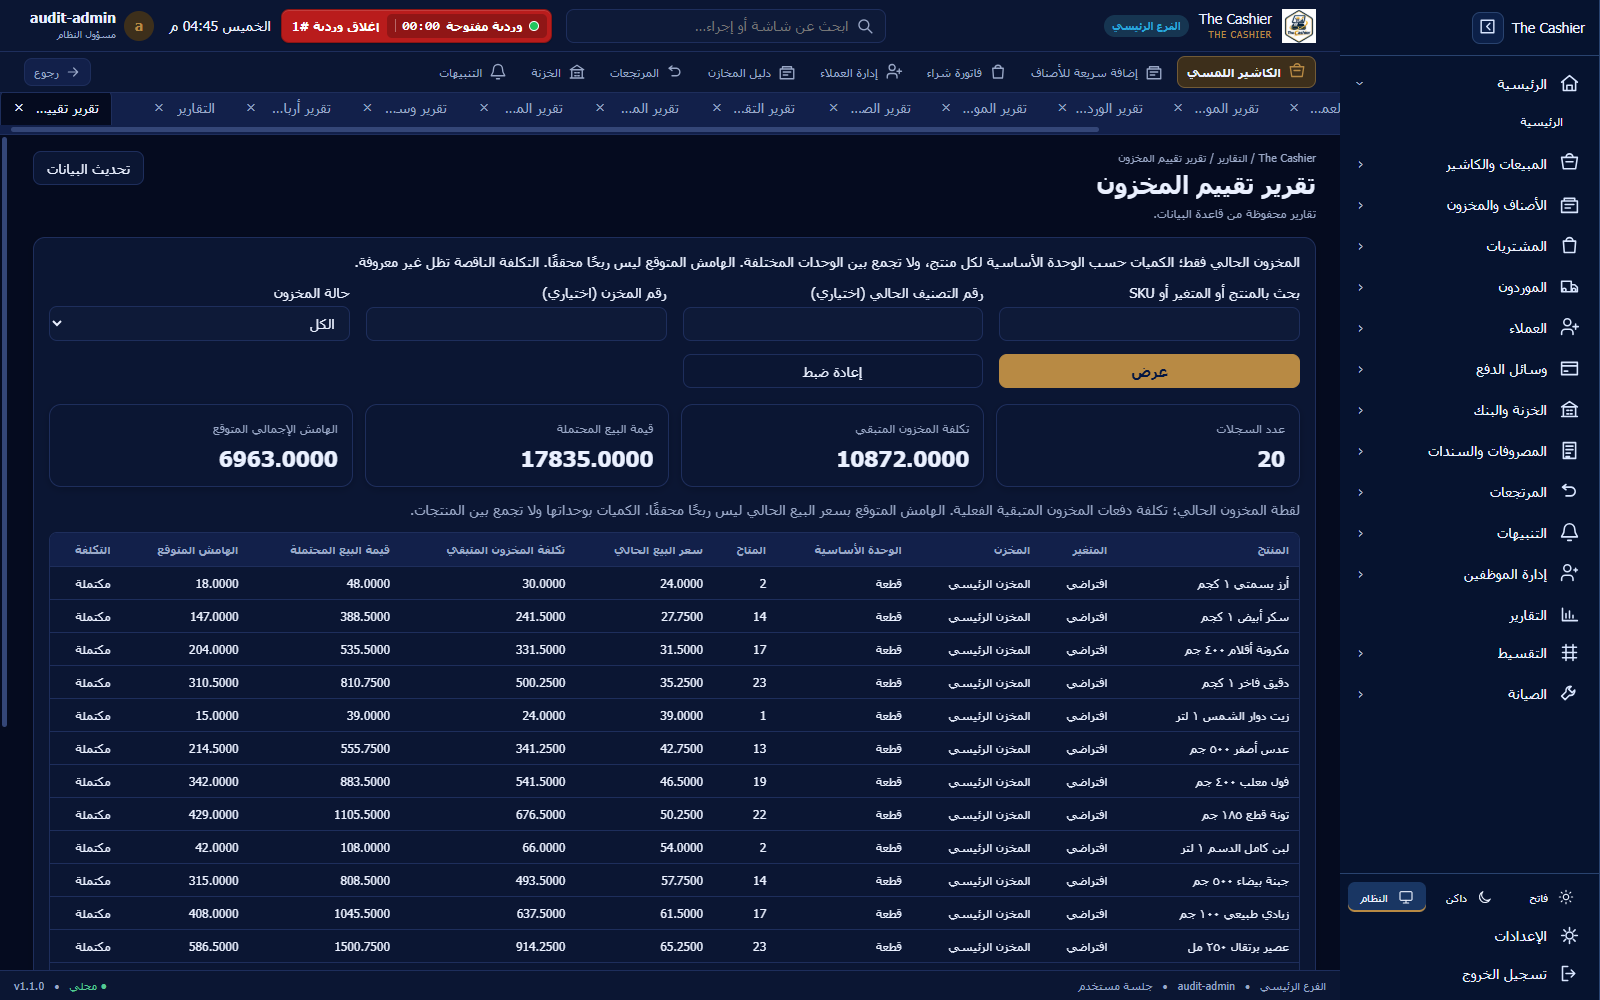 The Cashier
الرئيسية
الرئيسية
المبيعات والكاشير
الأصناف والمخزون
المشتريات
الموردون
العملاء
وسائل الدفع
الخزنة والبنك
المصروفات والسندات
المرتجعات
التنبيهات
إدارة الموظفين
التقارير
التقسيط
الصيانة
فاتح داكن النظام
الإعدادات
تسجيل الخروج
The Cashier
THE CASHIER
الفرع الرئيسي
ابحث عن شاشة أو إجراء...
وردية مفتوحة 00:00 إغلاق وردية #1
الخميس 04:45 م
a
audit-admin
مسؤول النظام
الكاشير اللمسي إضافة سريعة للأصناف فاتورة شراء إدارة العملاء دليل المخازن المرتجعات الخزنة التنبيهات رجوع
العمـ... تقرير المو... تقرير الورد... تقرير المو... تقرير الصـ... تقرير التقـ... تقرير المـ... تقرير المـ... تقرير وسـ... تقرير أربا... التقارير تقرير تقييـ...
The Cashier / التقارير / تقرير تقييم المخزون
تقرير تقييم المخزون
تقارير محفوظة من قاعدة البيانات.
تحديث البيانات
المخزون الحالي فقط؛ الكميات حسب الوحدة الأساسية لكل منتج، ولا تجمع بين الوحدات المختلفة. الهامش المتوقع ليس ربحًا محققًا. التكلفة الناقصة تظل غير معروفة.
بحث بالمنتج أو المتغير أو SKU رقم التصنيف الحالي (اختياري) رقم المخزن (اختياري) حالة المخزون
الكل
عرض إعادة ضبط
عدد السجلات تكلفة المخزون المتبقي قيمة البيع المحتملة الهامش الإجمالي المتوقع
20 10872.0000 17835.0000 6963.0000
لقطة المخزون الحالي؛ تكلفة دفعات المخزون المتبقية الفعلية. الهامش المتوقع بسعر البيع الحالي ليس ربحًا محققًا. الكميات بوحداتها ولا تجمع بين المنتجات.
المنتج المتغير المخزن الوحدة الأساسية المتاح سعر البيع الحالي تكلفة المخزون المتبقي قيمة البيع المحتملة الهامش المتوقع التكلفة
أرز بسمتي ١ كجم افتراضي المخزن الرئيسي قطعة 2 24.0000 30.0000 48.0000 18.0000 مكتملة
سكر أبيض ١ كجم افتراضي المخزن الرئيسي قطعة 14 27.7500 241.5000 388.5000 147.0000 مكتملة
مكرونة أقلام ٤٠٠ جم افتراضي المخزن الرئيسي قطعة 17 31.5000 331.5000 535.5000 204.0000 مكتملة
دقيق فاخر ١ كجم افتراضي المخزن الرئيسي قطعة 23 35.2500 500.2500 810.7500 310.5000 مكتملة
زيت دوار الشمس ١ لتر افتراضي المخزن الرئيسي قطعة 1 39.0000 24.0000 39.0000 15.0000 مكتملة
عدس أصفر ٥٠٠ جم افتراضي المخزن الرئيسي قطعة 13 42.7500 341.2500 555.7500 214.5000 مكتملة
فول معلب ٤٠٠ جم افتراضي المخزن الرئيسي قطعة 19 46.5000 541.5000 883.5000 342.0000 مكتملة
تونة قطع ١٨٥ جم افتراضي المخزن الرئيسي قطعة 22 50.2500 676.5000 1105.5000 429.0000 مكتملة
لبن كامل الدسم ١ لتر افتراضي المخزن الرئيسي قطعة 2 54.0000 66.0000 108.0000 42.0000 مكتملة
جبنة بيضاء ٥٠٠ جم افتراضي المخزن الرئيسي قطعة 14 57.7500 493.5000 808.5000 315.0000 مكتملة
زبادي طبيعي ١٠٠ جم افتراضي المخزن الرئيسي قطعة 17 61.5000 637.5000 1045.5000 408.0000 مكتملة
عصير برتقال ٢٥٠ مل افتراضي المخزن الرئيسي قطعة 23 65.2500 914.2500 1500.7500 586.5000 مكتملة
الفرع الرئيسي • audit-admin • جلسة مستخدم
محلي • v1.1.0